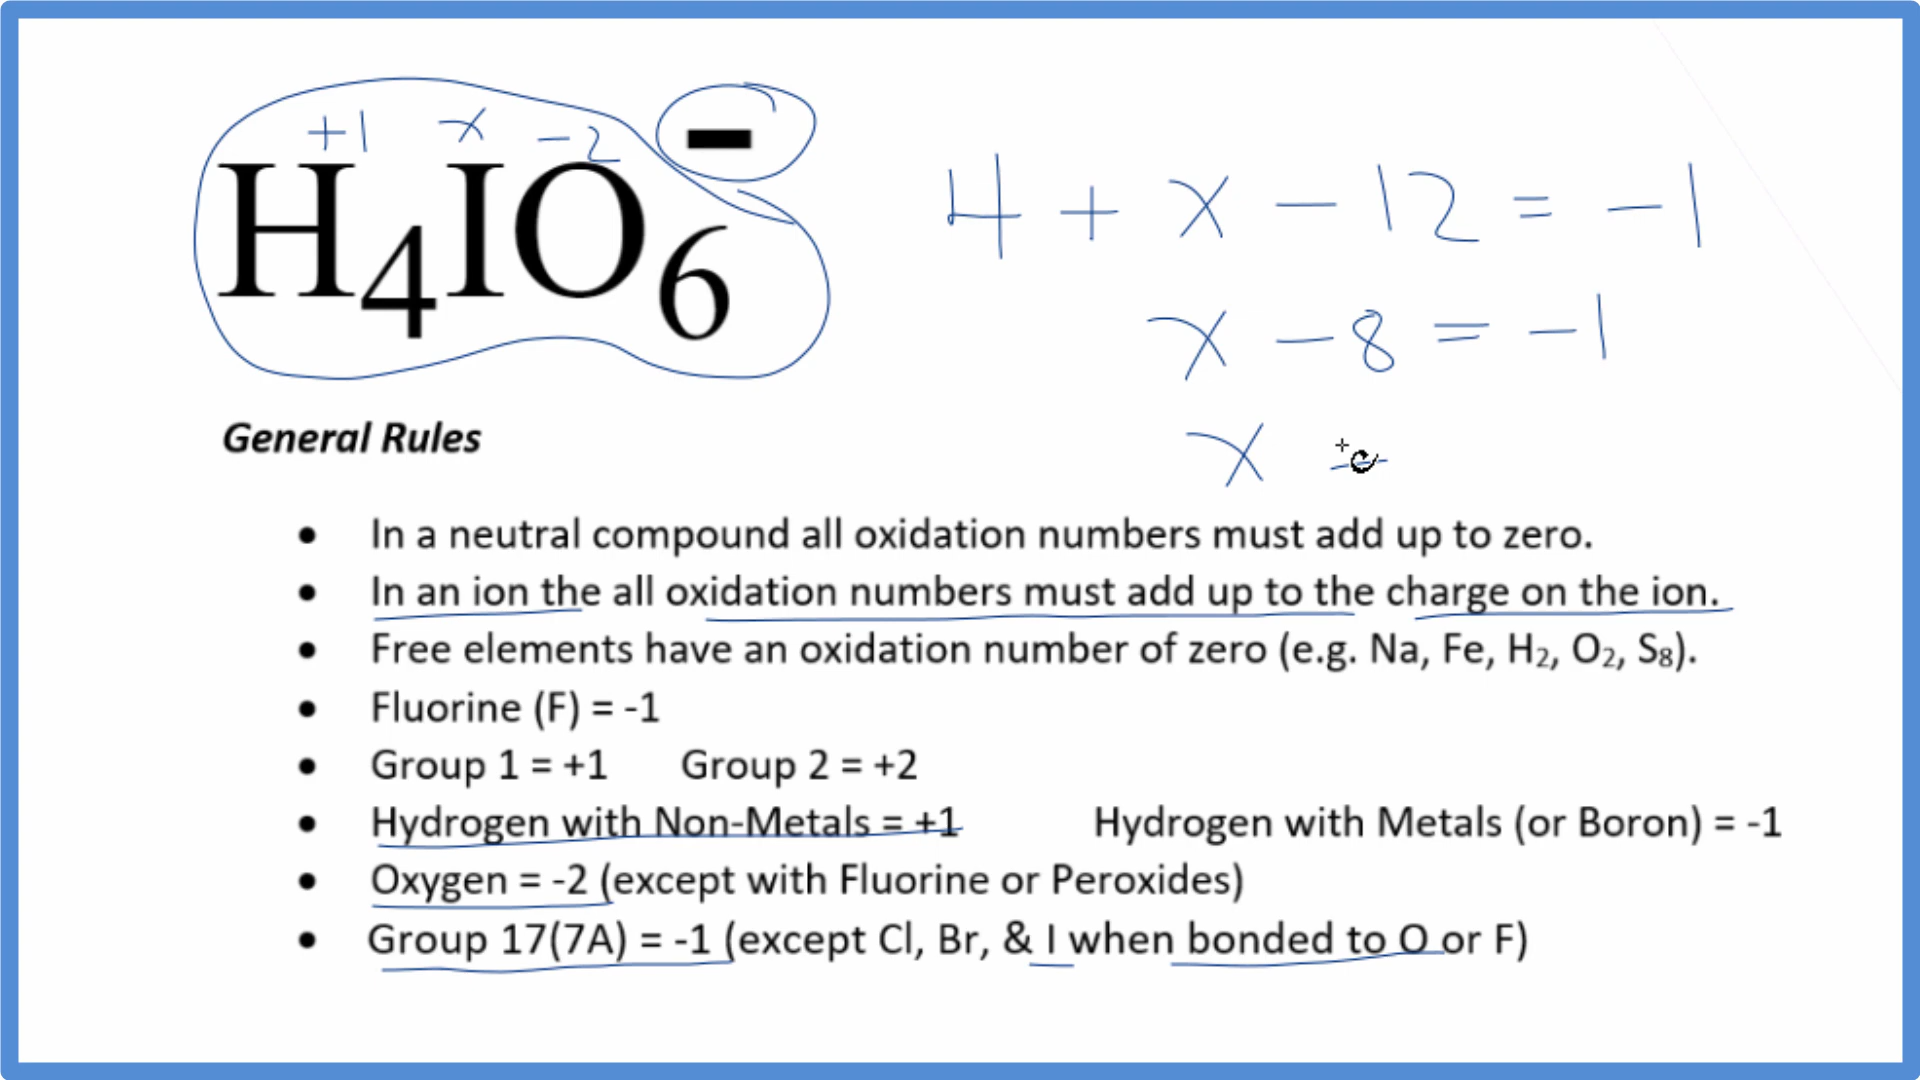 +1 x -2
H₄IO₆⁻
4 + x - 12 = -1
x - 8 = -1
x =
General Rules
• In a neutral compound all oxidation numbers must add up to zero.
• In an ion the all oxidation numbers must add up to the charge on the ion.
• Free elements have an oxidation number of zero (e.g. Na, Fe, H₂, O₂, S₈).
• Fluorine (F) = -1
• Group 1 = +1 Group 2 = +2
• Hydrogen with Non-Metals = +1 Hydrogen with Metals (or Boron) = -1
• Oxygen = -2 (except with Fluorine or Peroxides)
• Group 17(7A) = -1 (except Cl, Br, & I when bonded to O or F)